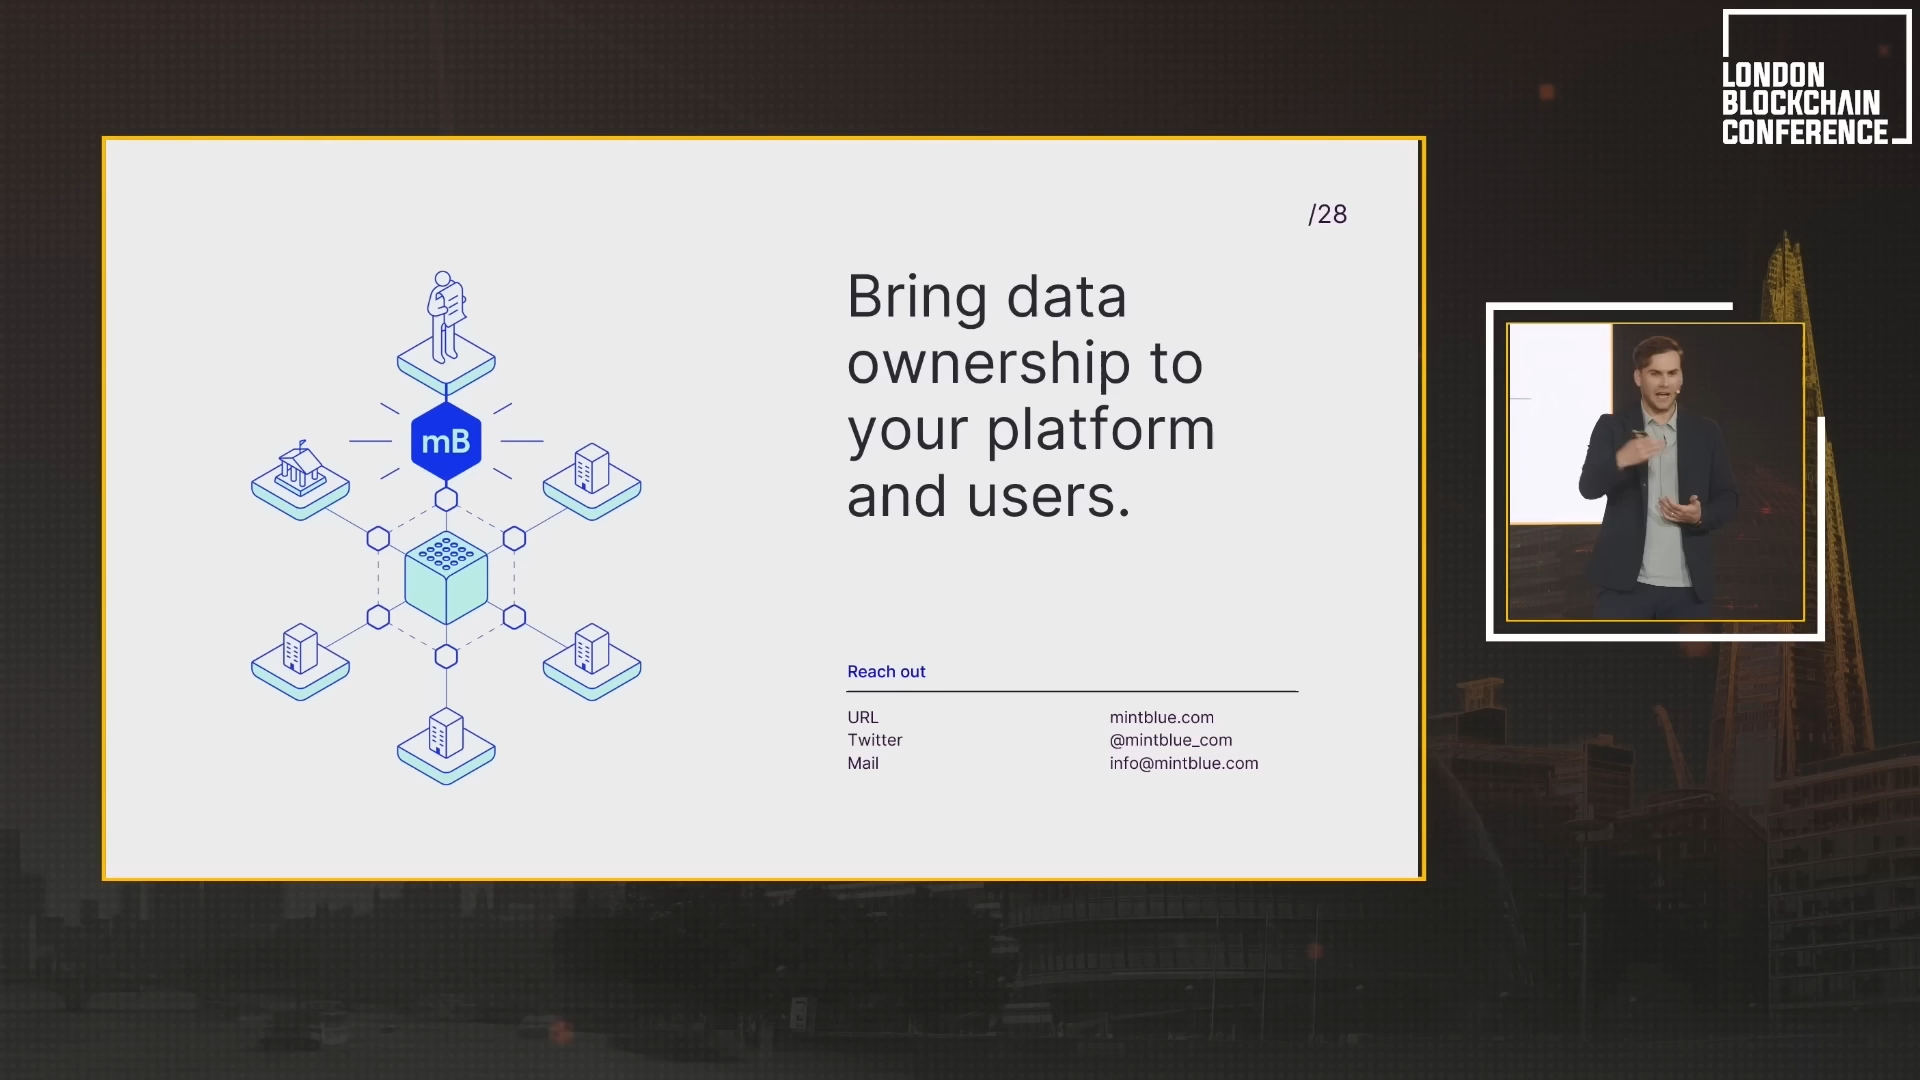 LONDON
BLOCKCHAIN
CONFERENCE
/28
Bring data
ownership to
your platform
and users.
mB
Reach out
URL mintblue.com
Twitter @mintblue_com
Mail info@mintblue.com